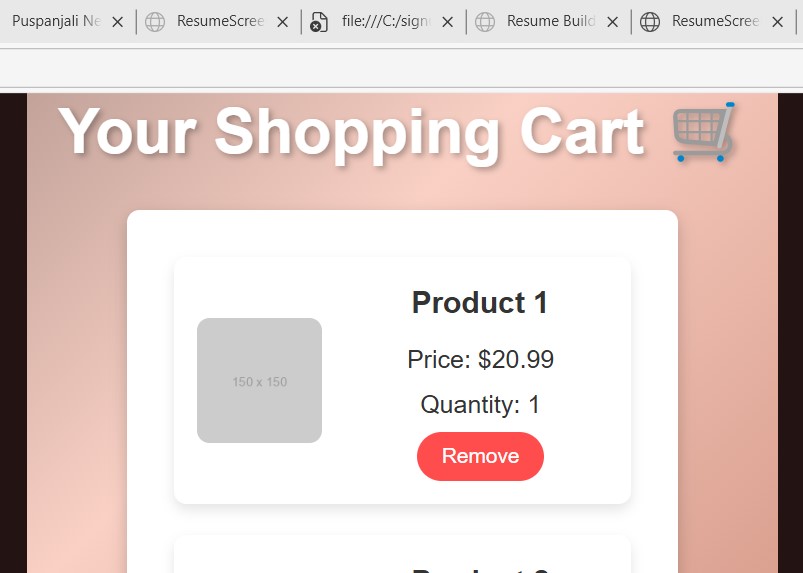 Puspanjali Ne
ResumeScree
file:///C:/sign
Resume Build
ResumeScree
Your Shopping Cart
Product 1
150 x 150
Price: $20.99
Quantity: 1
Remove